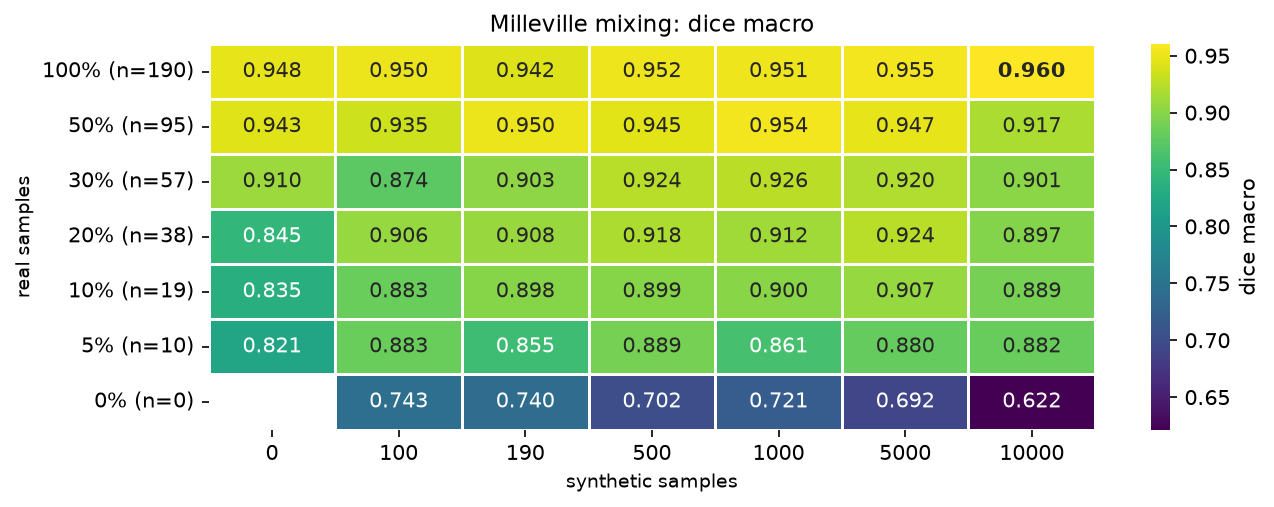 Milleville mixing: dice macro
100% (n=190) 0.948 0.950 0.942 0.952 0.951 0.955 0.960
50% (n=95) 0.943 0.935 0.950 0.945 0.954 0.947 0.917
30% (n=57) 0.910 0.874 0.903 0.924 0.926 0.920 0.901
20% (n=38) 0.845 0.906 0.908 0.918 0.912 0.924 0.897
10% (n=19) 0.835 0.883 0.898 0.899 0.900 0.907 0.889
5% (n=10) 0.821 0.883 0.855 0.889 0.861 0.880 0.882
0% (n=0) 0.743 0.740 0.702 0.721 0.692 0.622
0 100 190 500 1000 5000 10000
synthetic samples
real samples
0.95
0.90
0.85
0.80
0.75
0.70
0.65
dice macro